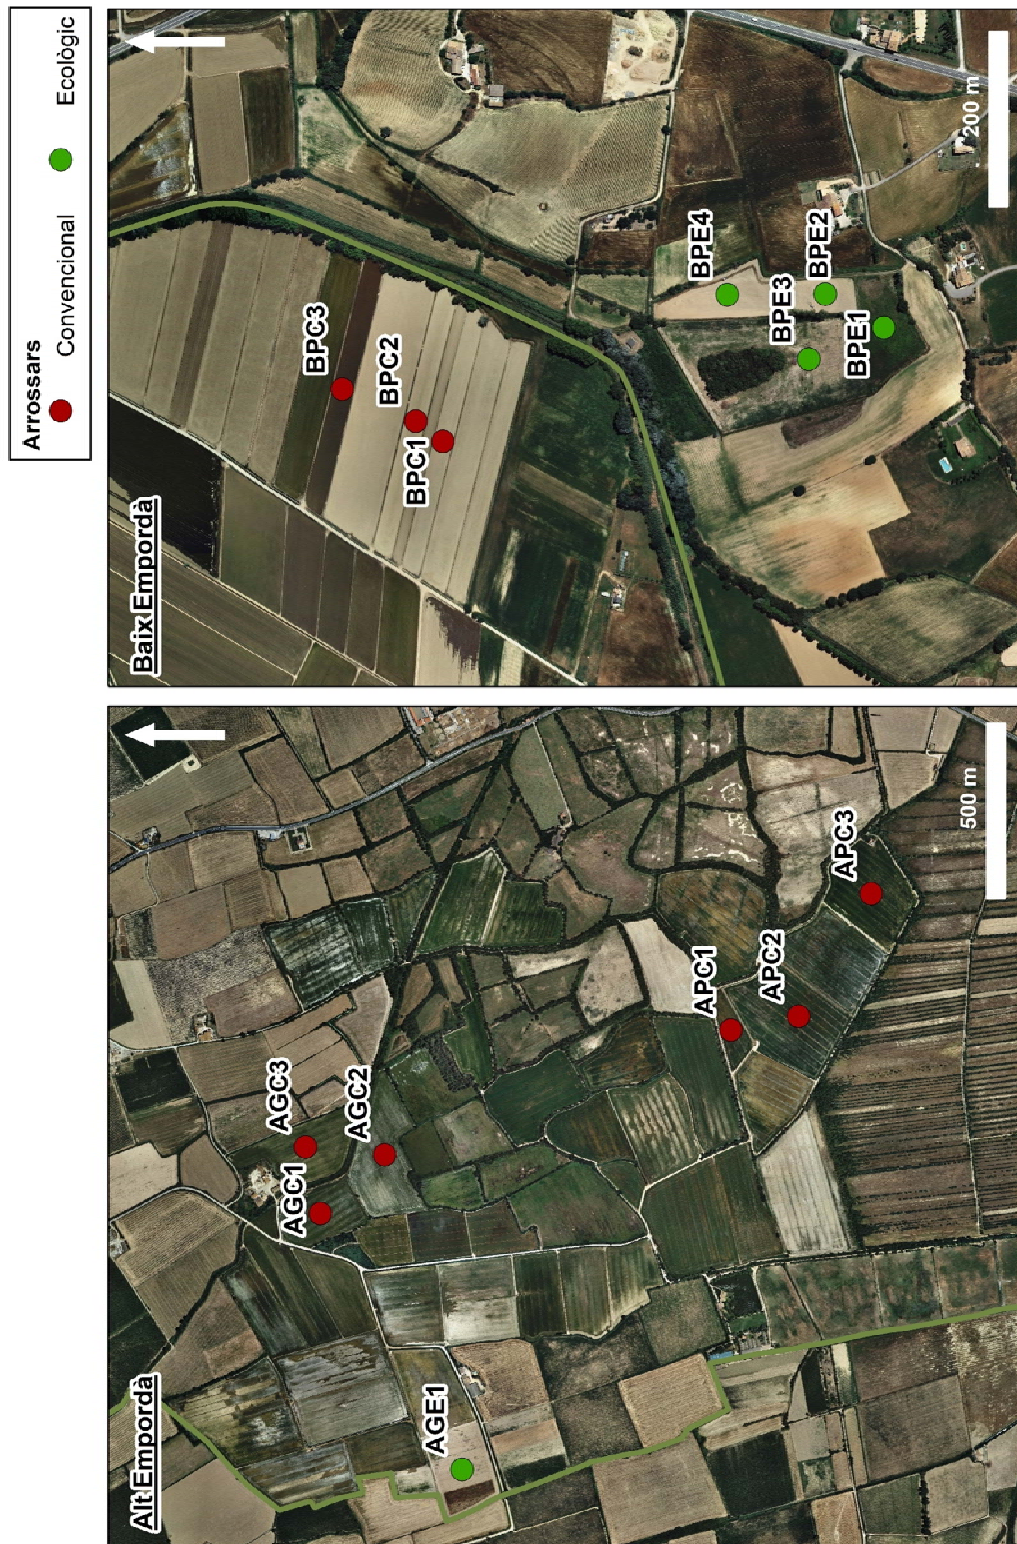 Arrossars
Convencional
Ecològic
Alt Empordà
AGE1
AGC1
AGC3
AGC2
APC1
APC2
APC3
500 m
Baix Empordà
BPC3
BPC2
BPC1
BPE4
BPE3
BPE2
BPE1
200 m